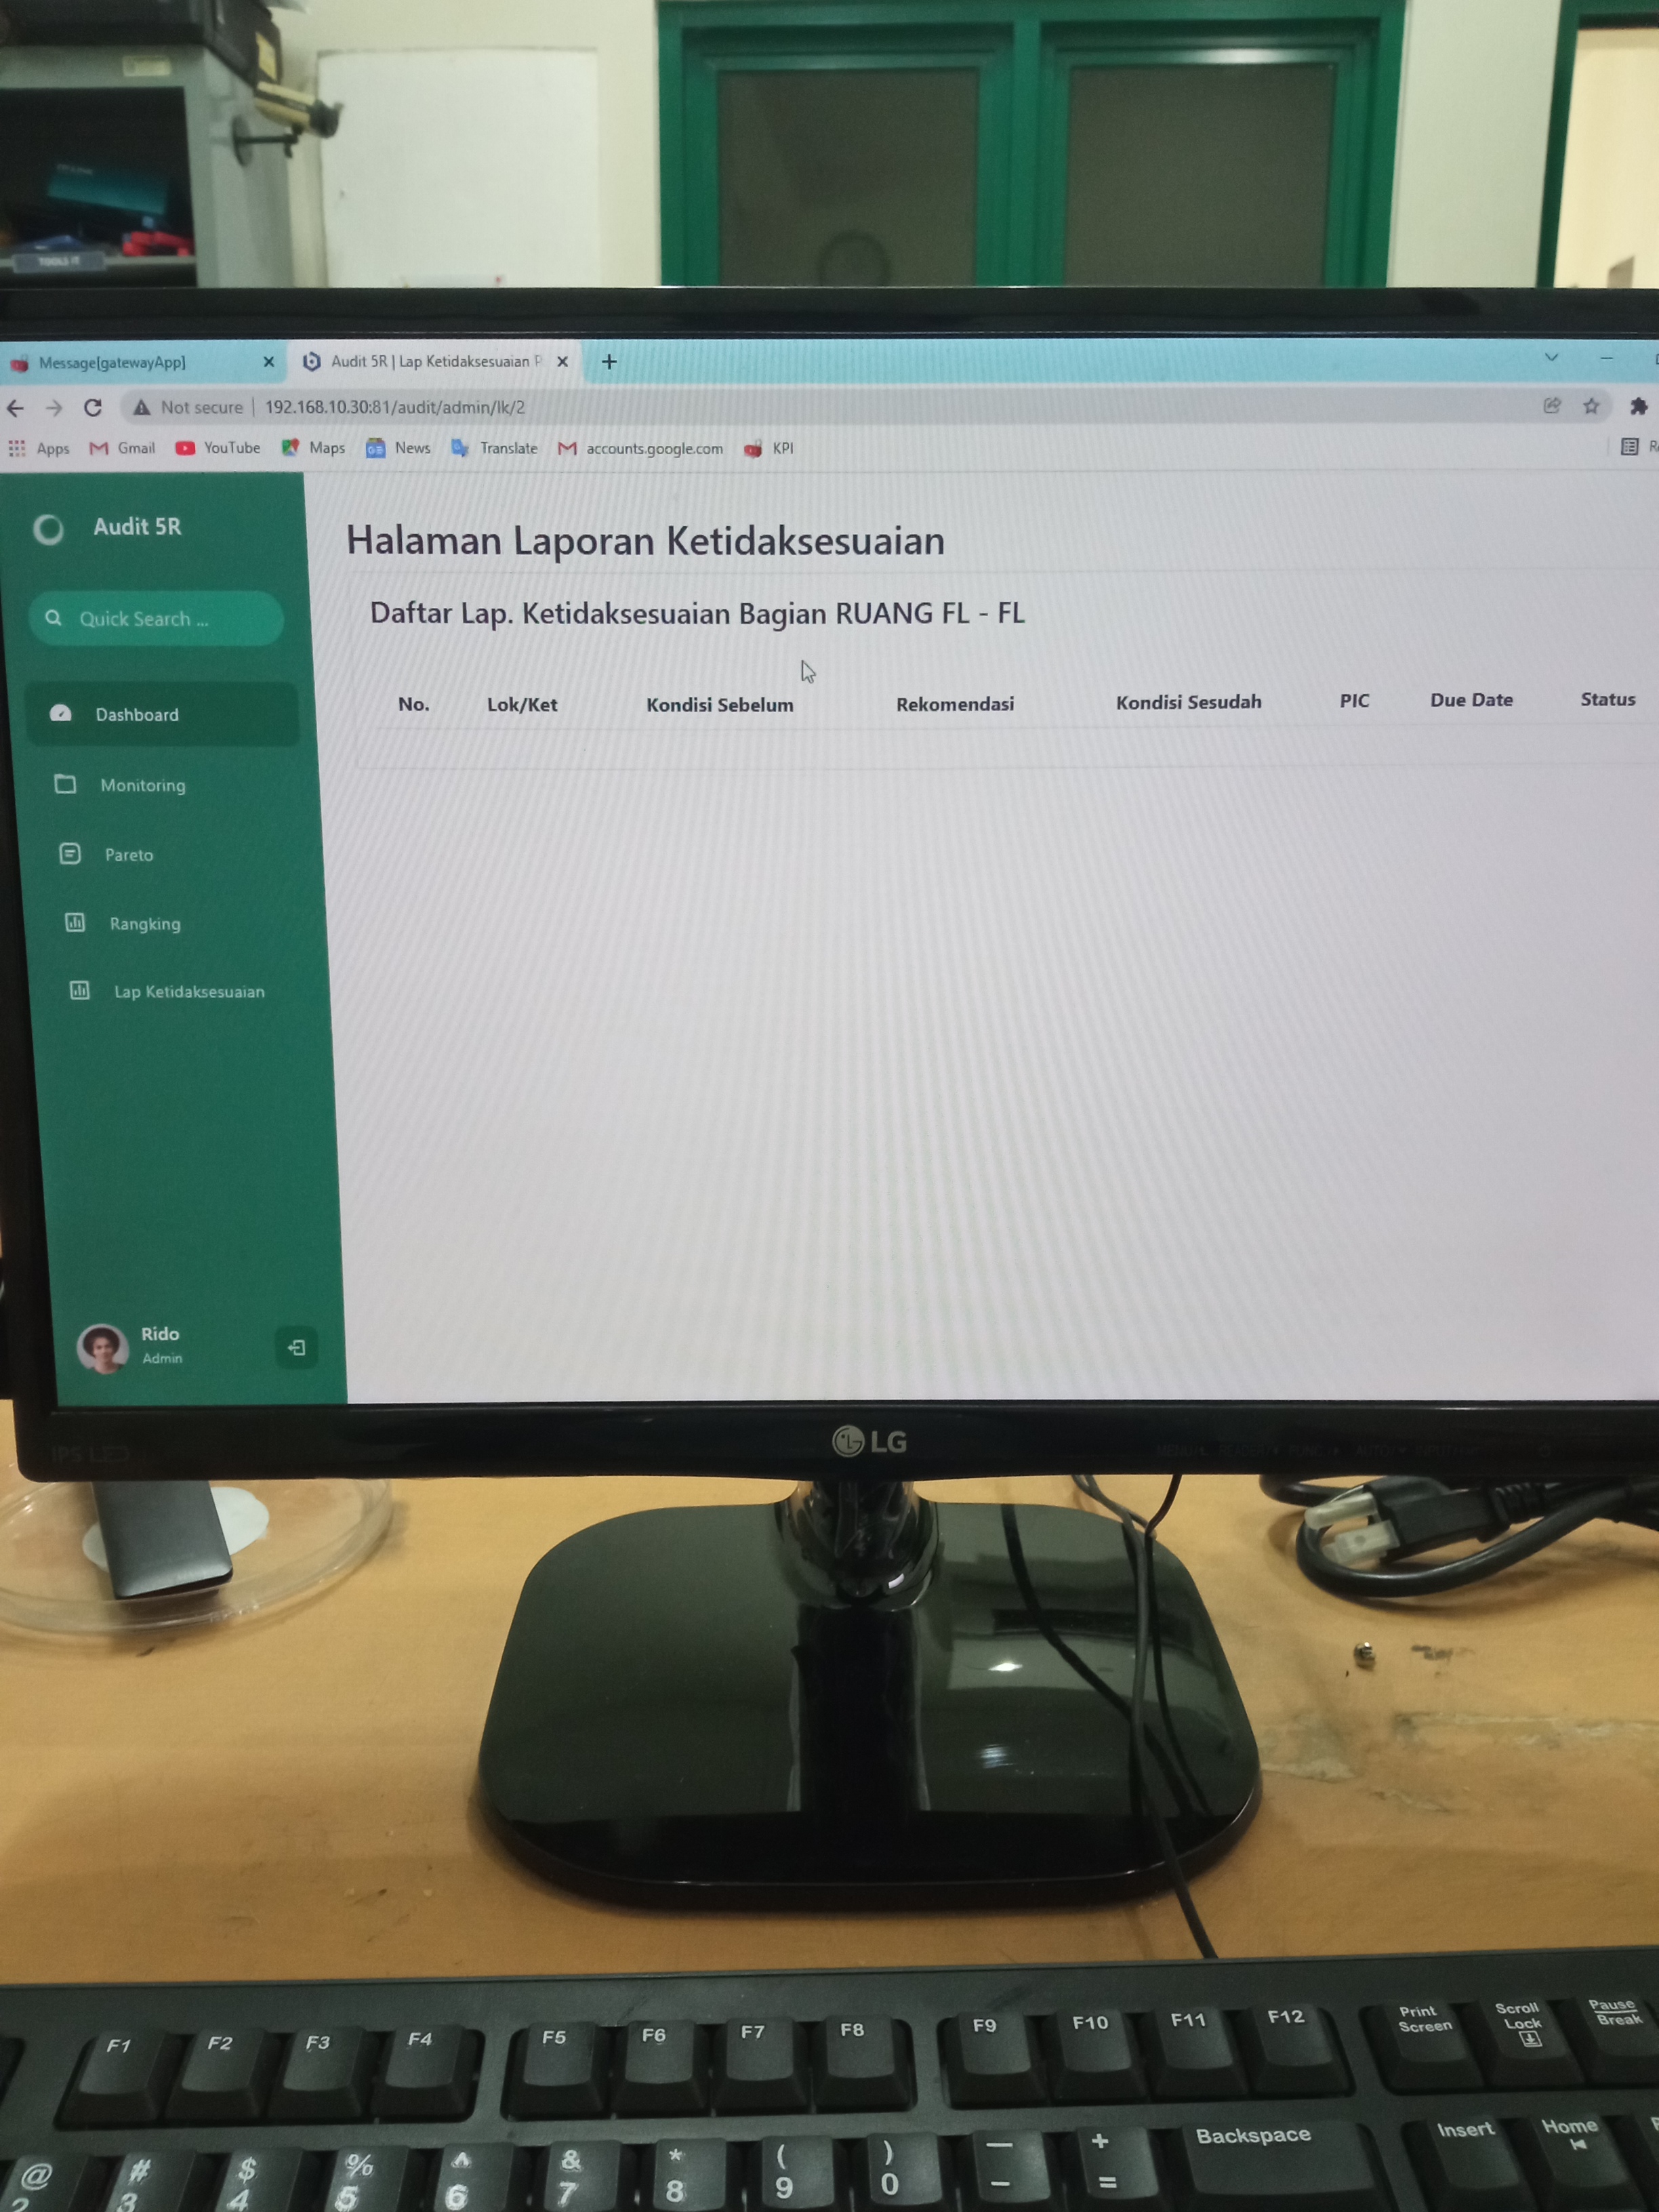 TOOLS IT
Message[gatewayApp]
Audit 5R | Lap Ketidaksesuaian P
Not secure
192.168.10.30:81/audit/admin/lk/2
Apps
Gmail
YouTube
Maps
News
Translate
accounts.google.com
KPI
Audit 5R
Quick Search ...
Dashboard
Monitoring
Pareto
Rangking
Lap Ketidaksesuaian
Rido
Admin
Halaman Laporan Ketidaksesuaian
Daftar Lap. Ketidaksesuaian Bagian RUANG FL - FL
No. Lok/Ket Kondisi Sebelum Rekomendasi Kondisi Sesudah PIC Due Date Status
IPS LED
LG
F1 F2 F3 F4 F5 F6 F7 F8 F9 F10 F11 F12
Print Screen
Scroll Lock
Pause Break
@ # $ % ^ & * ( ) — +
2 3 4 5 6 7 8 9 0 - =
Backspace
Insert
Home